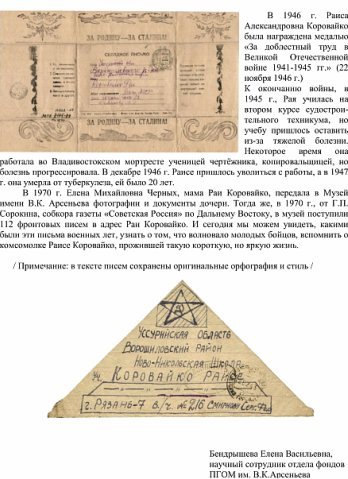 ЗА РОДИНУ — ЗА СТАЛИНА!
СКЛАДНОЕ ПИСЬМО
ЗА РОДИНУ — ЗА СТАЛИНА!
В 1946 г. Раиса
Александровна Коровайко
была награждена медалью
«За доблестный труд в
Великой Отечественной
войне 1941-1945 гг.» (22
ноября 1946 г.)
К окончанию войны, в
1945 г., Рая училась на
втором курсе судострои-
тельного техникума, но
учебу пришлось оставить
из-за тяжелой болезни.
Некоторое время она
работала во Владивостокском мортресте ученицей чертёжника, конировальщицей, но
болезнь прогрессировала. В декабре 1946 г. Раисе пришлось уволиться с работы, а в 1947
г. она умерла от туберкулеза, ей было 20 лет.
В 1970 г. Елена Михайловна Черных, мама Раи Коровайко, передала в Музей
имени В.К. Арсеньева фотографии и документы дочери. Тогда же, в 1970 г., от Г.П.
Сорокина, собкора газеты «Советская Россия» по Дальнему Востоку, в музей поступили
112 фронтовых писем в адрес Раи Коровайко. И сегодня мы можем увидеть, какими
были эти письма военных лет, узнать о том, что волновало молодых бойцов, вспомнить о
комсомолке Раисе Коровайко, прожившей такую короткую, но яркую жизнь.
/ Примечание: в тексте писем сохранены оригинальные орфография и стиль /
УССУРИЙСКАЯ ОБЛАСТЬ
ВОРОШИЛОВСКИЙ РАЙОН
НОВО-НИКОЛЬСКАЯ ШКОЛА
КОРОВАЙКО РАИСЕ
г. РЯЗАНЬ-7 В/Ч. №216
Бендрышева Елена Васильевна,
научный сотрудник отдела фондов
ПГОМ им. В.К.Арсеньева